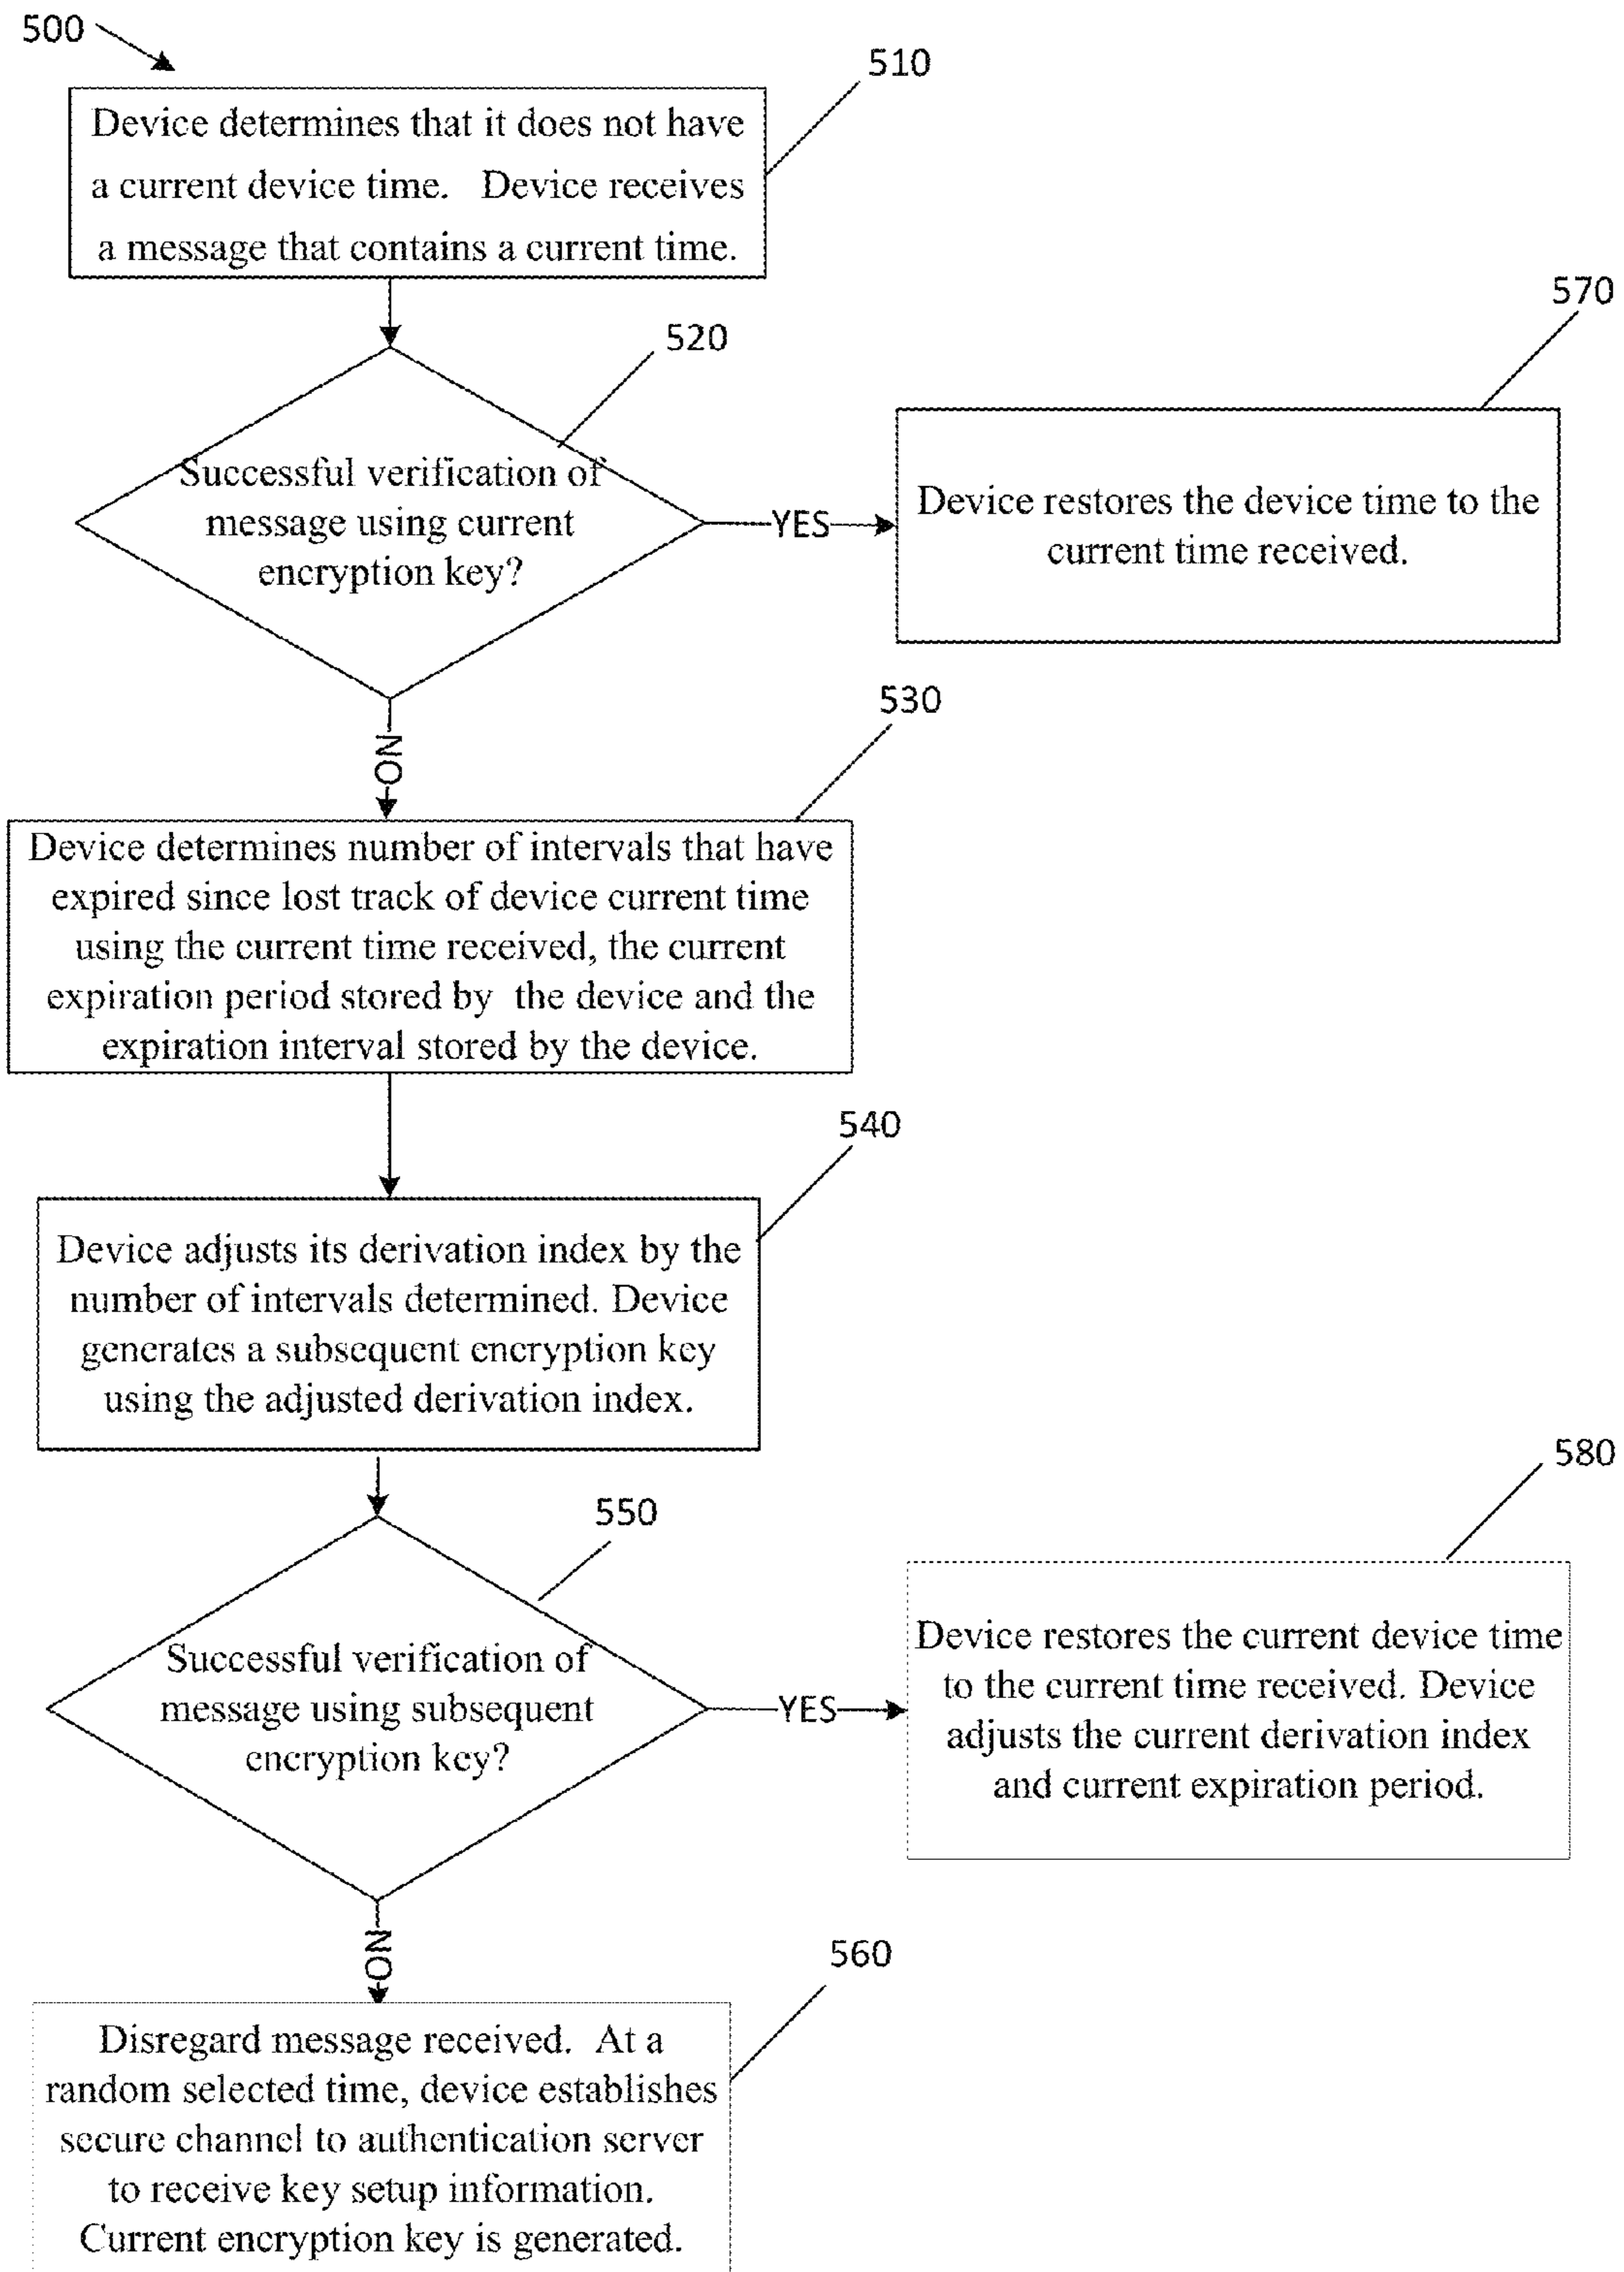 500
510
Device determines that it does not have
a current device time. Device receives
a message that contains a current time.
520
Successful verification of
message using current
encryption key?
YES
570
Device restores the device time to the
current time received.
NO
530
Device determines number of intervals that have
expired since lost track of device current time
using the current time received, the current
expiration period stored by the device and the
expiration interval stored by the device.
540
Device adjusts its derivation index by the
number of intervals determined. Device
generates a subsequent encryption key
using the adjusted derivation index.
550
Successful verification of
message using subsequent
encryption key?
YES
580
Device restores the current device time
to the current time received. Device
adjusts the current derivation index
and current expiration period.
NO
560
Disregard message received. At a
random selected time, device establishes
secure channel to authentication server
to receive key setup information.
Current encryption key is generated.